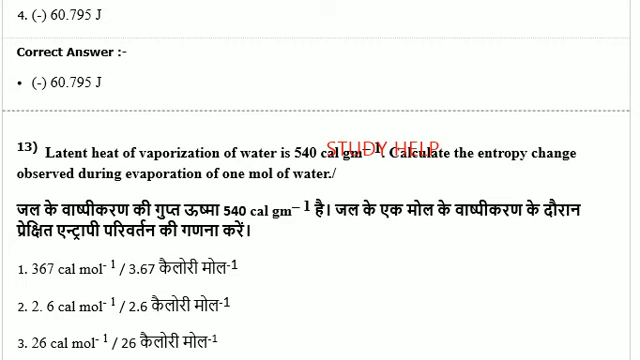 4. (-) 60.795 J
Correct Answer :-
• (-) 60.795 J
13) Latent heat of vaporization of water is 540 cal gm⁻¹. Calculate the entropy change
STUDY HELP
observed during evaporation of one mol of water./
जल के वाष्पीकरण की गुप्त ऊष्मा 540 cal gm⁻¹ है। जल के एक मोल के वाष्पीकरण के दौरान
प्रेक्षित एन्ट्रापी परिवर्तन की गणना करें।
1. 367 cal mol⁻¹ / 3.67 कैलोरी मोल⁻¹
2. 2. 6 cal mol⁻¹ / 2.6 कैलोरी मोल⁻¹
3. 26 cal mol⁻¹ / 26 कैलोरी मोल⁻¹